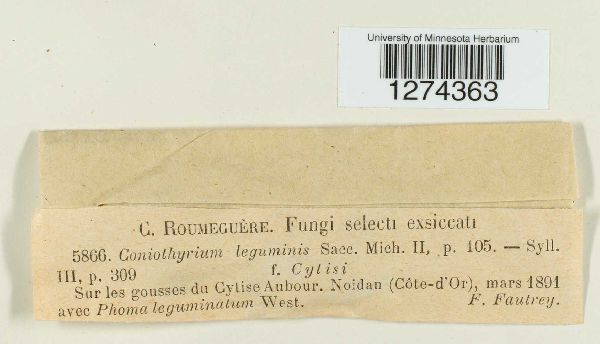 University of Minnesota Herbarium
1274363
C. ROUMEGUÈRE. Fungi selecti exsiccati
5866. Coniothyrium leguminis Sacc. Mich. II, p. 105. — Syll.
III, p. 309 f. Cylisi
Sur les gousses du Cytise Aubour. Noidan (Côte-d'Or), mars 1891
avec Phoma leguminatum West. F. Fautrey.